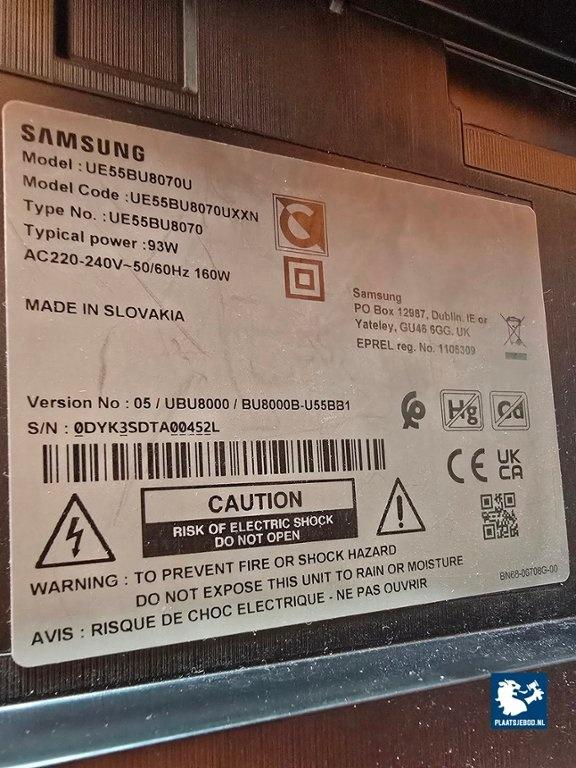 SAMSUNG
Model : UE55BU8070U
Model Code : UE55BU8070UXXN
Type No. : UE55BU8070
Typical power : 93W
AC220-240V~50/60Hz 160W
MADE IN SLOVAKIA
Samsung
PO Box 12987, Dublin. IE or
Yateley, GU46 6GG. UK
EPREL reg. No. 1105309
Version No : 05 / UBU8000 / BU8000B-U55BB1
S/N : 0DYK3SDTA00452L
Hg
Cd
CE
UK
CA
CAUTION
RISK OF ELECTRIC SHOCK
DO NOT OPEN
WARNING : TO PREVENT FIRE OR SHOCK HAZARD
DO NOT EXPOSE THIS UNIT TO RAIN OR MOISTURE
AVIS : RISQUE DE CHOC ELECTRIQUE - NE PAS OUVRIR
BN68-06708G-00
PLAATSJEBOD.NL